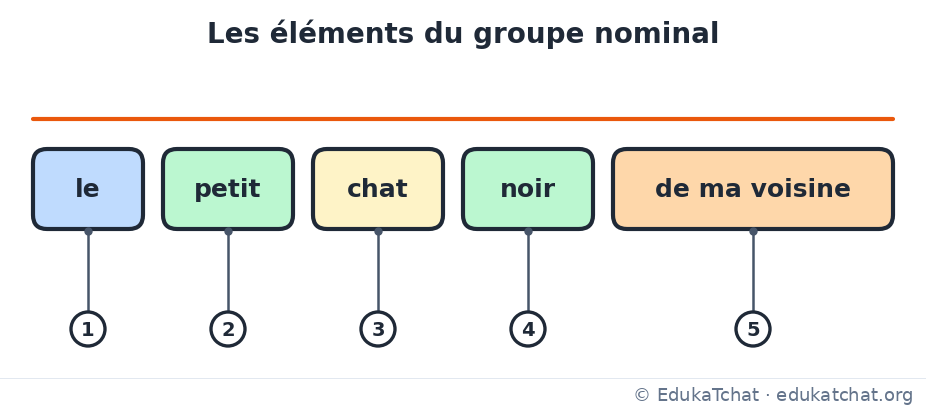 Les éléments du groupe nominal
le petit chat noir de ma voisine
1 2 3 4 5
© EdukaTchat · edukatchat.org